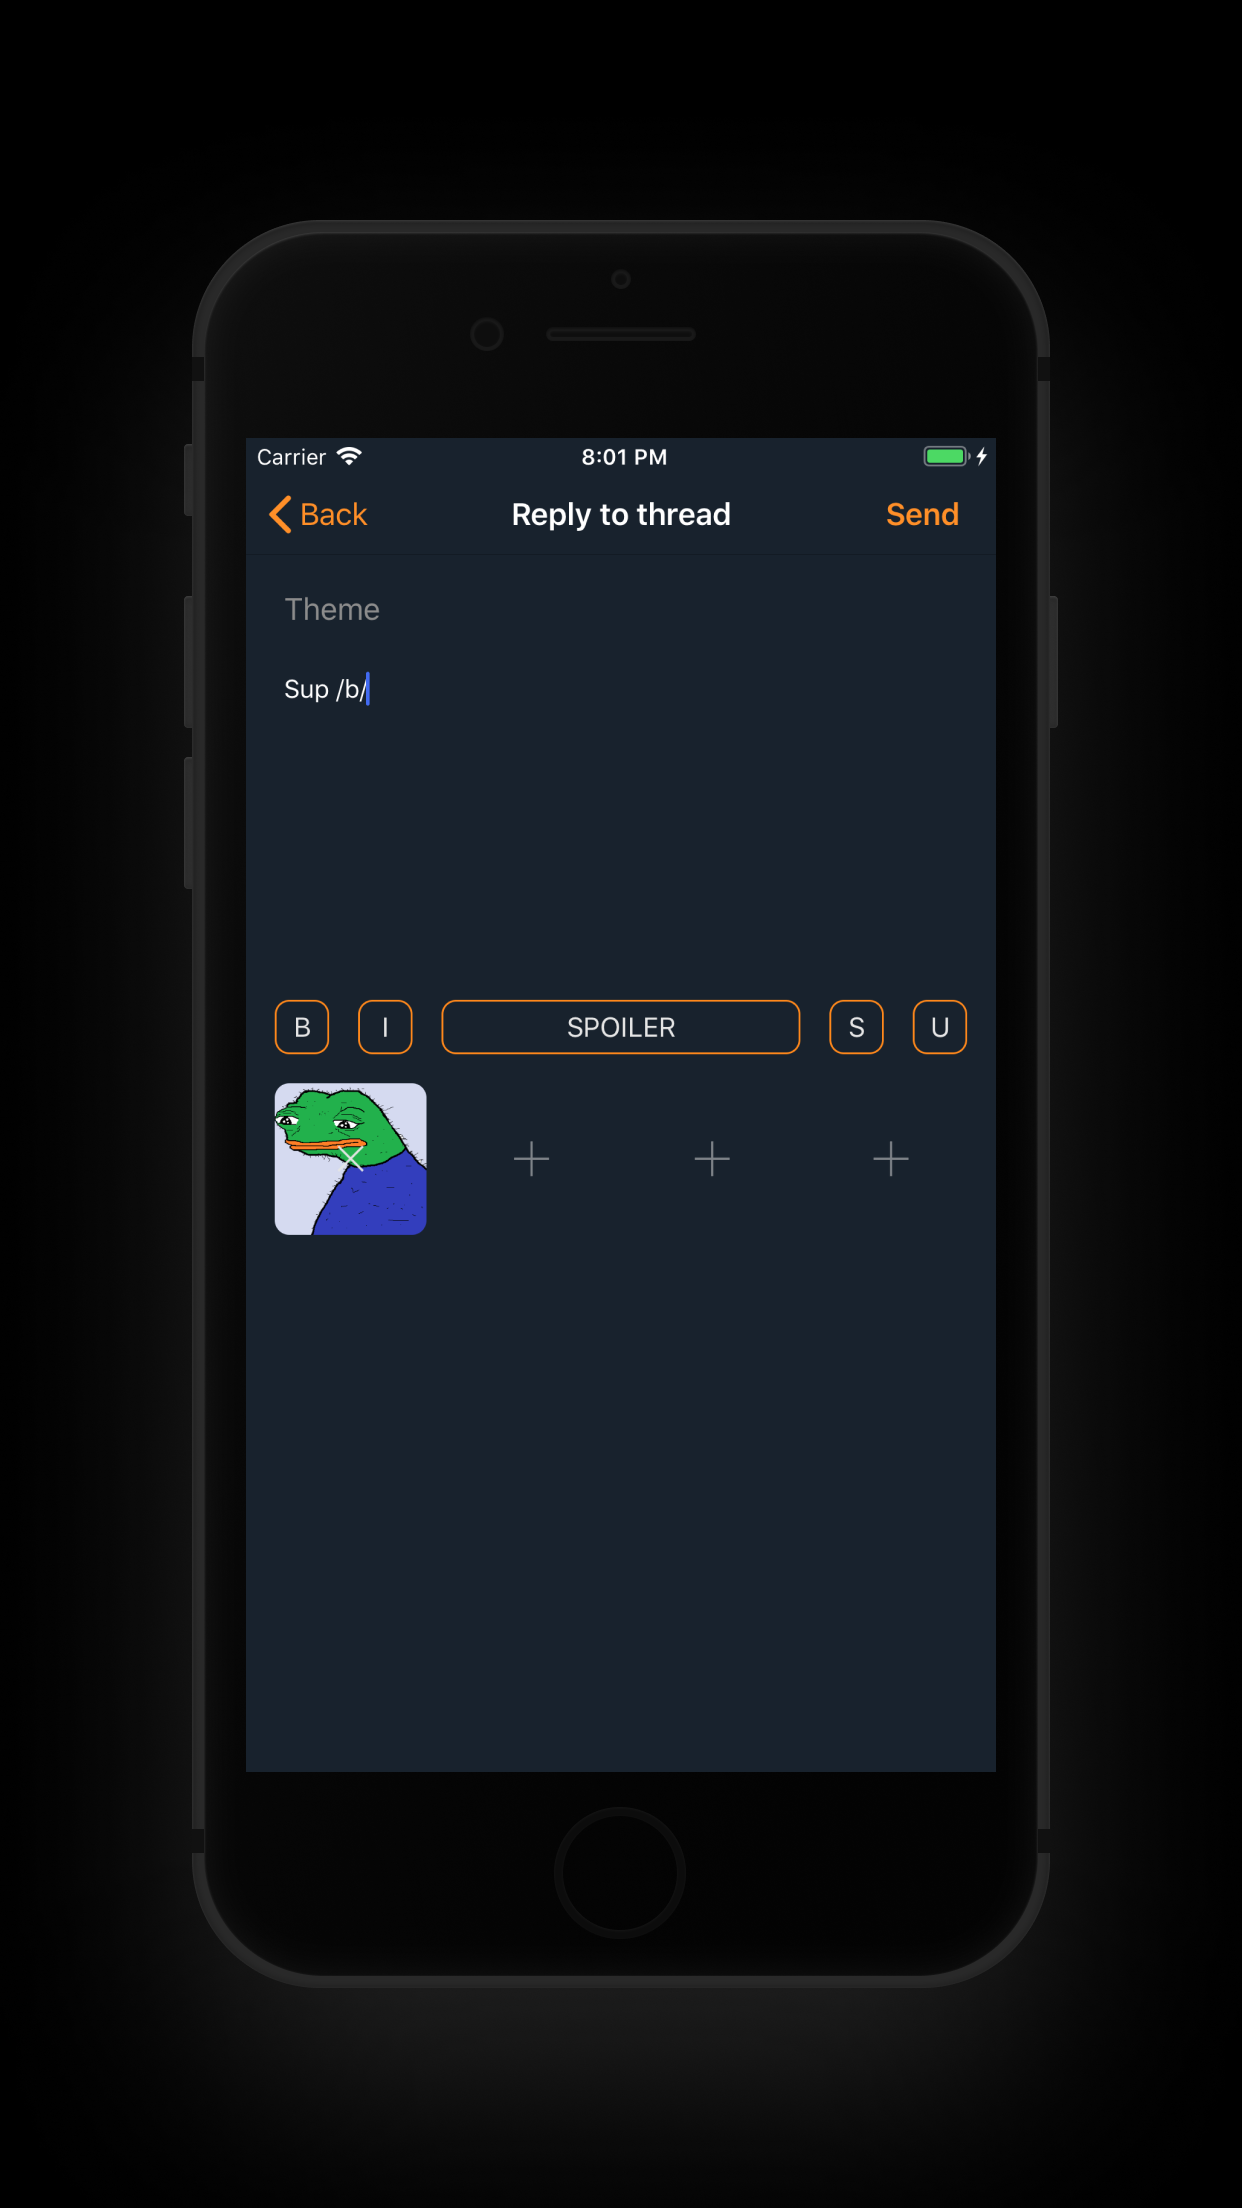 Carrier 8:01 PM
Back Reply to thread Send
Theme
Sup /b/
B I SPOILER S U